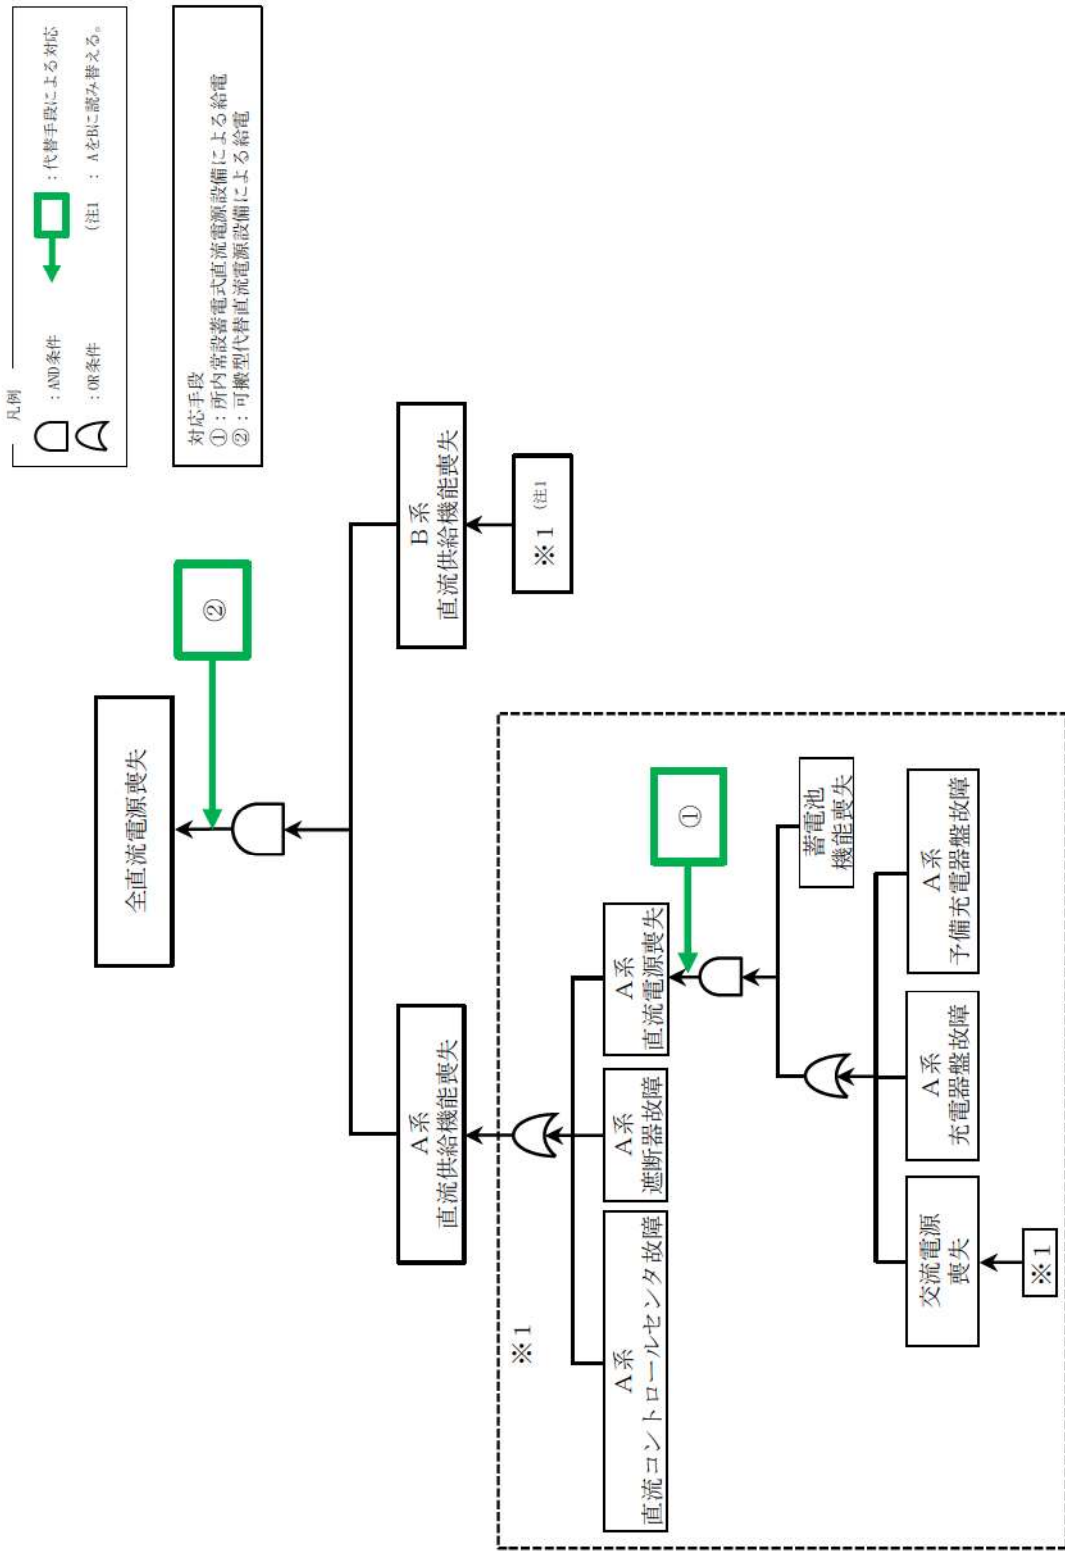 凡例
：AND条件
：OR条件
：代替手段による対応
（注1　：　AをBに読み替える。
対応手段
①：所内常設蓄電式直流電源設備による給電
②：可搬型代替直流電源設備による給電
全直流電源喪失
②
A系
直流供給機能喪失
B系
直流供給機能喪失
※1（注1
※1
A系
直流コントロールセンタ故障
A系
遮断器故障
A系
直流電源喪失
①
蓄電池
機能喪失
交流電源
喪失
A系
充電器盤故障
A系
予備充電器盤故障
※1